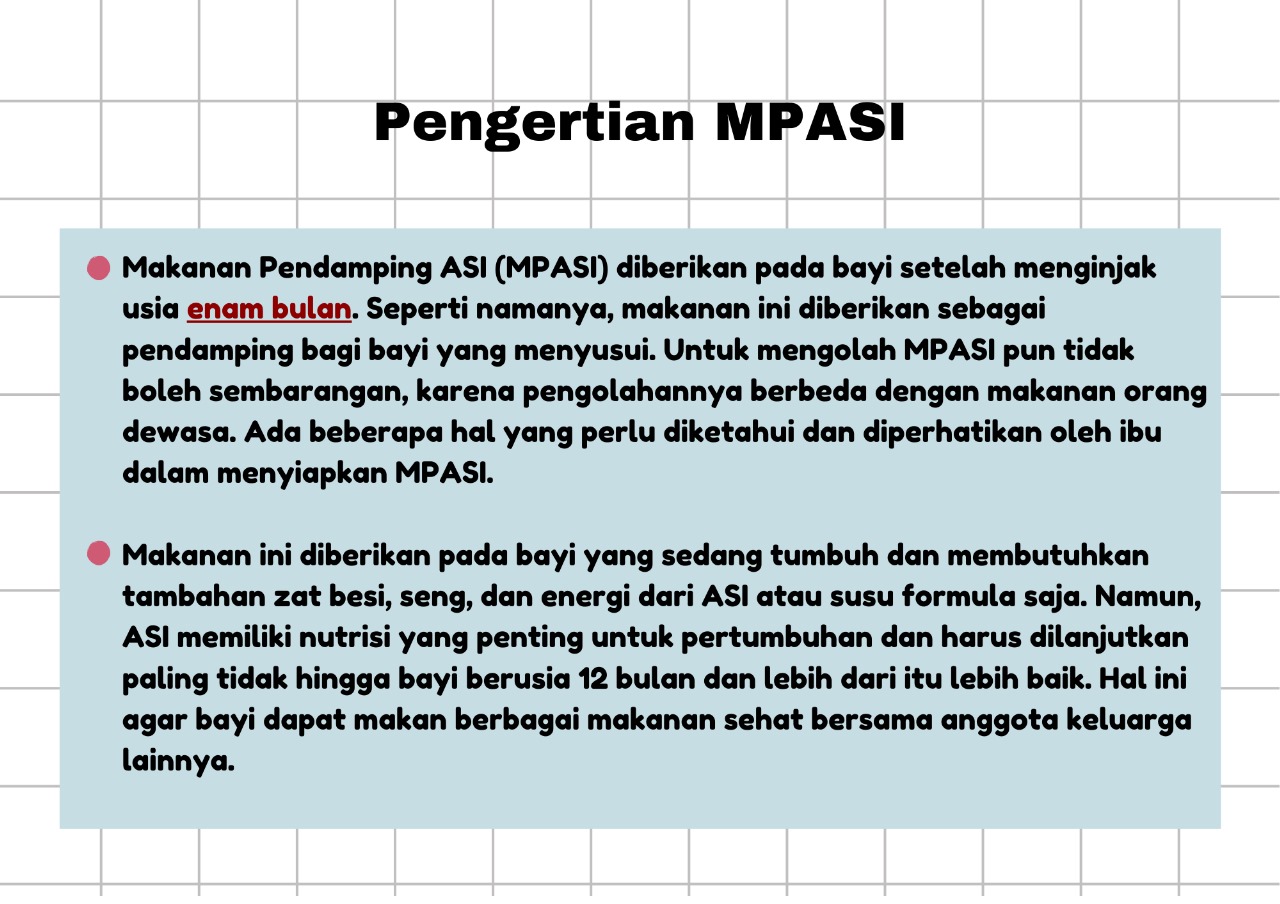 Pengertian MPASI
Makanan Pendamping ASI (MPASI) diberikan pada bayi setelah menginjak
usia enam bulan. Seperti namanya, makanan ini diberikan sebagai
pendamping bagi bayi yang menyusui. Untuk mengolah MPASI pun tidak
boleh sembarangan, karena pengolahannya berbeda dengan makanan orang
dewasa. Ada beberapa hal yang perlu diketahui dan diperhatikan oleh ibu
dalam menyiapkan MPASI.
Makanan ini diberikan pada bayi yang sedang tumbuh dan membutuhkan
tambahan zat besi, seng, dan energi dari ASI atau susu formula saja. Namun,
ASI memiliki nutrisi yang penting untuk pertumbuhan dan harus dilanjutkan
paling tidak hingga bayi berusia 12 bulan dan lebih dari itu lebih baik. Hal ini
agar bayi dapat makan berbagai makanan sehat bersama anggota keluarga
lainnya.